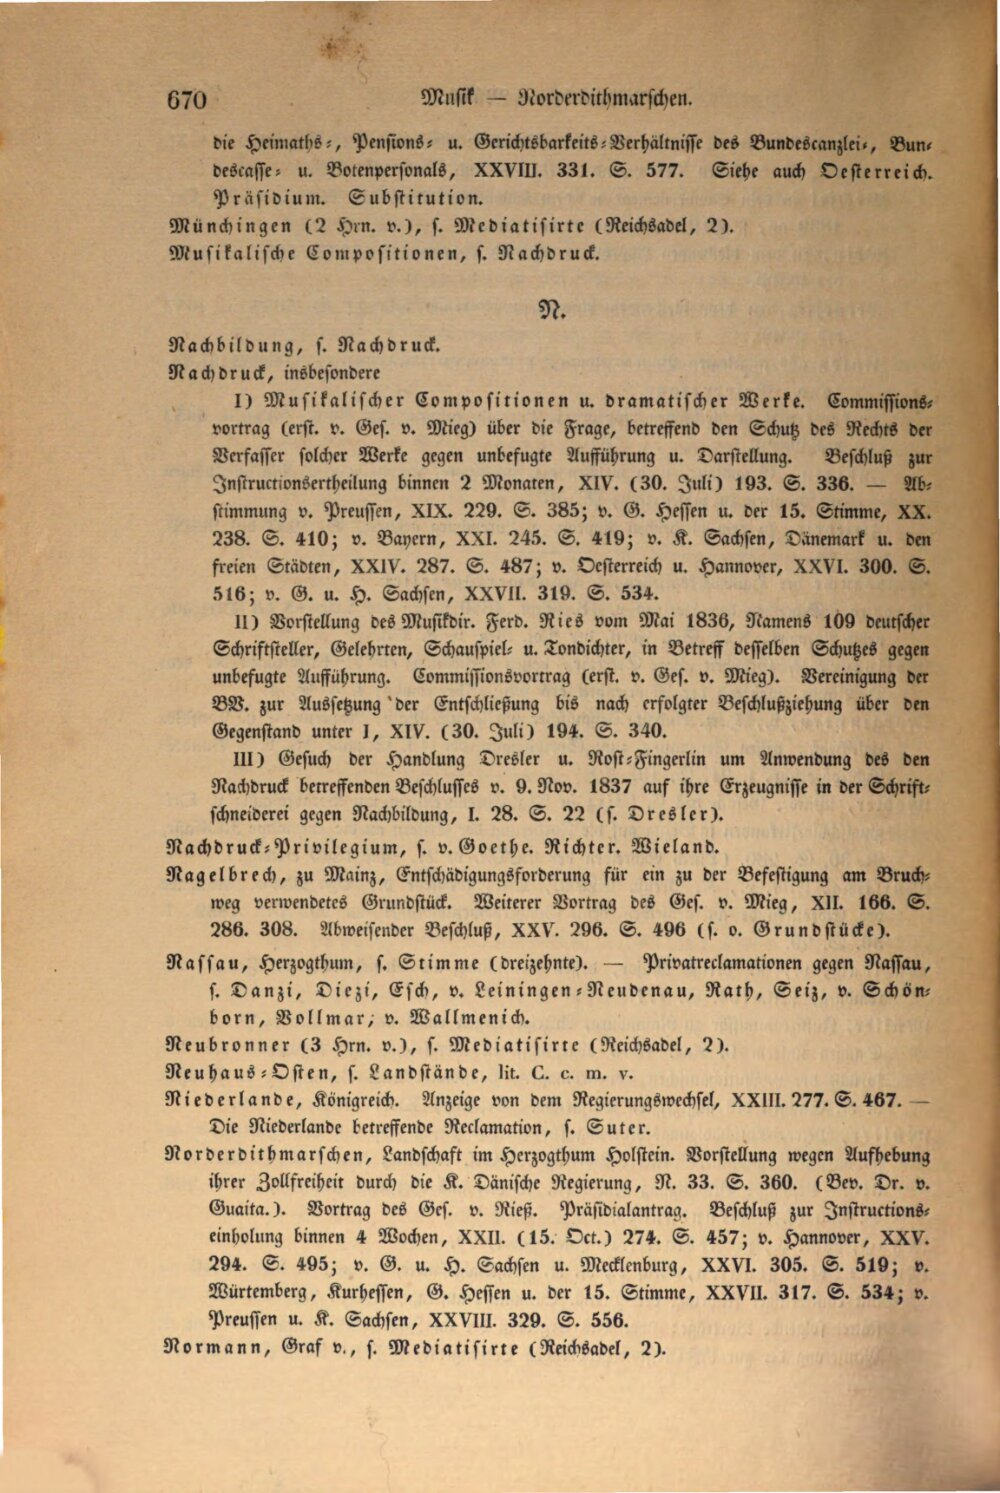 670 Musik — Norderdithmarschen.
die Heimaths-, Pensions- u. Gerichtsbarkeits-Verhältnisse des Bundescanzlei-, Bun-
descasse- u. Botenpersonals, XXVIII. 331. S. 577. Siehe auch Oesterreich.
Präsidium. Substitution.
Münchingen (2 Hrn. v.), s. Mediatisirte (Reichsadel, 2).
Musikalische Compositionen, s. Nachdruck.
N.
Nachbildung, s. Nachdruck.
Nachdruck, insbesondere
I) Musikalischer Compositionen u. dramatischer Werke. Commissions-
vortrag (erst. v. Ges. v. Mieg) über die Frage, betreffend den Schutz des Rechts der
Verfasser solcher Werke gegen unbefugte Aufführung u. Darstellung. Beschluß zur
Instructionsertheilung binnen 2 Monaten, XIV. (30. Juli) 193. S. 336. — Ab-
stimmung v. Preussen, XIX. 229. S. 385; v. G. Hessen u. der 15. Stimme, XX.
238. S. 410; v. Bayern, XXI. 245. S. 419; v. K. Sachsen, Dänemark u. den
freien Städten, XXIV. 287. S. 487; v. Oesterreich u. Hannover, XXVI. 300. S.
516; v. G. u. H. Sachsen, XXVII. 319. S. 534.
II) Vorstellung des Musikdir. Ferd. Ries vom Mai 1836, Namens 109 deutscher
Schriftsteller, Gelehrten, Schauspiel- u. Tondichter, in Betreff desselben Schutzes gegen
unbefugte Aufführung. Commissionsvortrag (erst. v. Ges. v. Mieg). Vereinigung der
BV. zur Aussetzung der Entschließung bis nach erfolgter Beschlußziehung über den
Gegenstand unter I, XIV. (30. Juli) 194. S. 340.
III) Gesuch der Handlung Dresler u. Rost-Fingerlin um Anwendung des den
Nachdruck betreffenden Beschlusses v. 9. Nov. 1837 auf ihre Erzeugnisse in der Schrift-
schneiderei gegen Nachbildung, I. 28. S. 22 (s. Dresler).
Nachdruck-Privilegium, s. v. Goethe. Richter. Wieland.
Nagelbrech, zu Mainz, Entschädigungsforderung für ein zu der Befestigung am Bruch-
weg verwendetes Grundstück. Weiterer Vortrag des Ges. v. Mieg, XII. 166. S.
286. 308. Abweisender Beschluß, XXV. 296. S. 496 (s. o. Grundstücke).
Nassau, Herzogthum, s. Stimme (dreizehnte). — Privatreclamationen gegen Nassau,
s. Danzi, Diezi, Esch, v. Leiningen-Neudenau, Rath, Seiz, v. Schön-
born, Vollmar, v. Wallmenich.
Neubronner (3 Hrn. v.), s. Mediatisirte (Reichsadel, 2).
Neuhaus-Osten, s. Landstände, lit. C. c. m. v.
Niederlande, Königreich. Anzeige von dem Regierungswechsel, XXIII. 277. S. 467. —
Die Niederlande betreffende Reclamation, s. Suter.
Norderdithmarschen, Landschaft im Herzogthum Holstein. Vorstellung wegen Aufhebung
ihrer Zollfreiheit durch die K. Dänische Regierung, N. 33. S. 360. (Bev. Dr. v.
Guaita.). Vortrag des Ges. v. Rieß. Präsidialantrag. Beschluß zur Instructions-
einholung binnen 4 Wochen, XXII. (15. Oct.) 274. S. 457; v. Hannover, XXV.
294. S. 495; v. G. u. H. Sachsen u. Mecklenburg, XXVI. 305. S. 519; v.
Würtemberg, Kurhessen, G. Hessen u. der 15. Stimme, XXVII. 317. S. 534; v.
Preussen u. K. Sachsen, XXVIII. 329. S. 556.
Normann, Graf v., s. Mediatisirte (Reichsadel, 2).